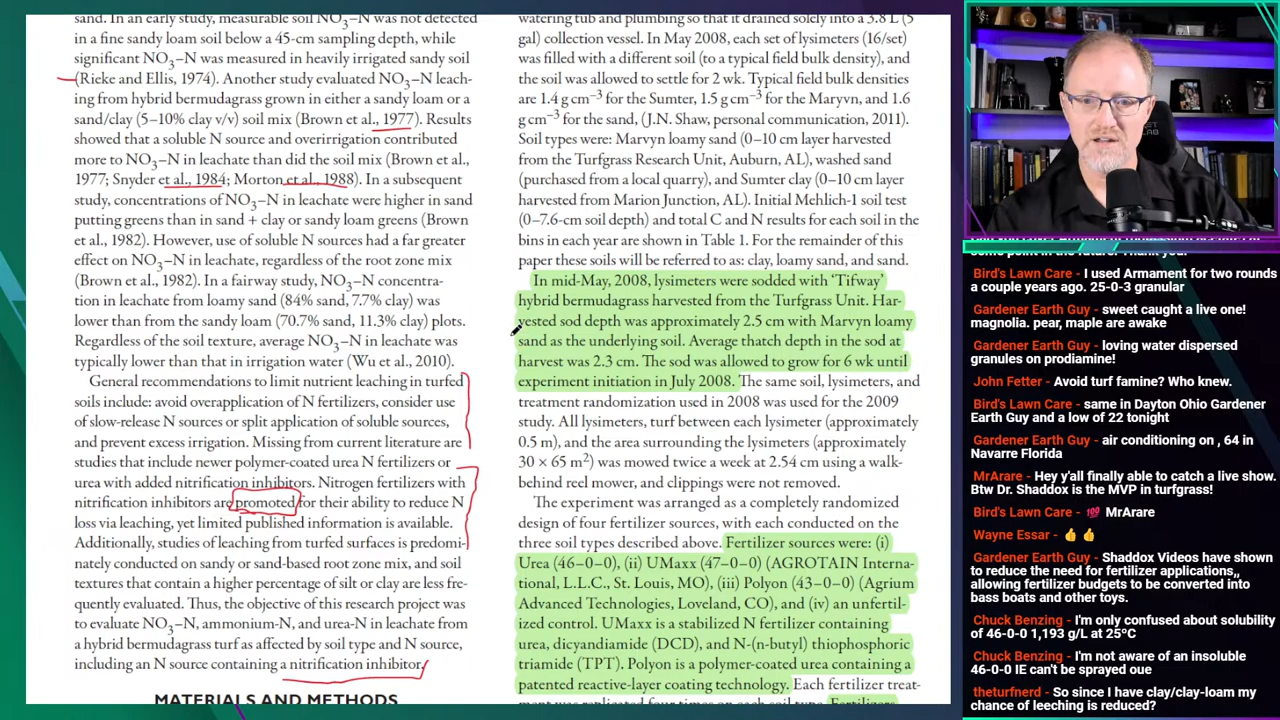 sand. In an early study, measurable soil NO3–N was not detected
in a fine sandy loam soil below a 45-cm sampling depth, while
significant NO3–N was measured in heavily irrigated sandy soil
(Rieke and Ellis, 1974). Another study evaluated NO3–N leach-
ing from hybrid bermudagrass grown in either a sandy loam or a
sand/clay (5–10% clay v/v) soil mix (Brown et al., 1977). Results
showed that a soluble N source and overirrigation contributed
more to NO3–N in leachate than did the soil mix (Brown et al.,
1977; Snyder et al., 1984; Morton et al., 1988). In a subsequent
study, concentrations of NO3–N in leachate were higher in sand
putting greens than in sand + clay or sandy loam greens (Brown
et al., 1982). However, use of soluble N sources had a far greater
effect on NO3–N in leachate, regardless of the root zone mix
(Brown et al., 1982). In a fairway study, NO3–N concentra-
tion in leachate from loamy sand (84% sand, 7.7% clay) was
lower than from the sandy loam (70.7% sand, 11.3% clay) plots.
Regardless of the soil texture, average NO3–N in leachate was
typically lower than that in irrigation water (Wu et al., 2010).
General recommendations to limit nutrient leaching in turfed
soils include: avoid overapplication of N fertilizers, consider use
of slow-release N sources or split application of soluble sources,
and prevent excess irrigation. Missing from current literature are
studies that include newer polymer-coated urea N fertilizers or
urea with added nitrification inhibitors. Nitrogen fertilizers with
nitrification inhibitors are promoted for their ability to reduce N
loss via leaching, yet limited published information is available.
Additionally, studies of leaching from turfed surfaces is predomi-
nately conducted on sandy or sand-based root zone mix, and soil
textures that contain a higher percentage of silt or clay are less fre-
quently evaluated. Thus, the objective of this research project was
to evaluate NO3–N, ammonium-N, and urea-N in leachate from
a hybrid bermudagrass turf as affected by soil type and N source,
including an N source containing a nitrification inhibitor.
MATERIALS AND METHODS
watering tub and plumbing so that it drained solely into a 3.8 L (5
gal) collection vessel. In May 2008, each set of lysimeters (16/set)
was filled with a different soil (to a typical field bulk density), and
the soil was allowed to settle for 2 wk. Typical field bulk densities
are 1.4 g cm–3 for the Sumter, 1.5 g cm–3 for the Maryvn, and 1.6
g cm–3 for the sand, (J.N. Shaw, personal communication, 2011).
Soil types were: Marvyn loamy sand (0–10 cm layer harvested
from the Turfgrass Research Unit, Auburn, AL), washed sand
(purchased from a local quarry), and Sumter clay (0–10 cm layer
harvested from Marion Junction, AL). Initial Mehlich-1 soil test
(0–7.6-cm soil depth) and total C and N results for each soil in the
bins in each year are shown in Table 1. For the remainder of this
paper these soils will be referred to as: clay, loamy sand, and sand.
In mid-May, 2008, lysimeters were sodded with ‘Tifway’
hybrid bermudagrass harvested from the Turfgrass Unit. Har-
vested sod depth was approximately 2.5 cm with Marvyn loamy
sand as the underlying soil. Average thatch depth in the sod at
harvest was 2.3 cm. The sod was allowed to grow for 6 wk until
experiment initiation in July 2008. The same soil, lysimeters, and
treatment randomization used in 2008 was used for the 2009
study. All lysimeters, turf between each lysimeter (approximately
0.5 m), and the area surrounding the lysimeters (approximately
30 × 65 m2) was mowed twice a week at 2.54 cm using a walk-
behind reel mower, and clippings were not removed.
The experiment was arranged as a completely randomized
design of four fertilizer sources, with each conducted on the
three soil types described above. Fertilizer sources were: (i)
Urea (46–0–0), (ii) UMaxx (47–0–0) (AGROTAIN Interna-
tional, L.L.C., St. Louis, MO), (iii) Polyon (43–0–0) (Agrium
Advanced Technologies, Loveland, CO), and (iv) an unfertil-
ized control. UMaxx is a stabilized N fertilizer containing
urea, dicyandiamide (DCD), and N-(n-butyl) thiophosphoric
triamide (TPT). Polyon is a polymer-coated urea containing a
patented reactive-layer coating technology. Each fertilizer treat-
ment was replicated four times on each soil type. Fertilizers
some point in the future! Thank you!
Bird's Lawn Care - I used Armament for two rounds
a couple years ago. 25-0-3 granular
Gardener Earth Guy - sweet caught a live one!
magnolia. pear, maple are awake
Gardener Earth Guy - loving water dispersed
granules on prodiamine!
John Fetter - Avoid turf famine? Who knew.
Bird's Lawn Care - same in Dayton Ohio Gardener
Earth Guy and a low of 22 tonight
Gardener Earth Guy - air conditioning on , 64 in
Navarre Florida
MrArare - Hey y'all finally able to catch a live show.
Btw Dr. Shaddox is the MVP in turfgrass!
Bird's Lawn Care - 💯 MrArare
Wayne Essar - 👍 👍
Gardener Earth Guy - Shaddox Videos have shown
to reduce the need for fertilizer applications,,
allowing fertilizer budgets to be converted into
bass boats and other toys.
Chuck Benzing - I'm only confused about solubility
of 46-0-0 1,193 g/L at 25ºC
Chuck Benzing - I'm not aware of an insoluble
46-0-0 IE can't be sprayed oue
theturfnerd - So since I have clay/clay-loam my
chance of leeching is reduced?